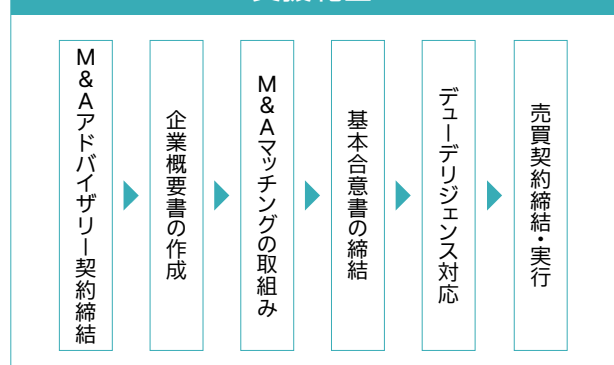 M&Aアドバイザリー契約締結
企業概要書の作成
M&Aマッチングの取組み
基本合意書の締結
デューデリジェンス対応
売買契約締結・実行